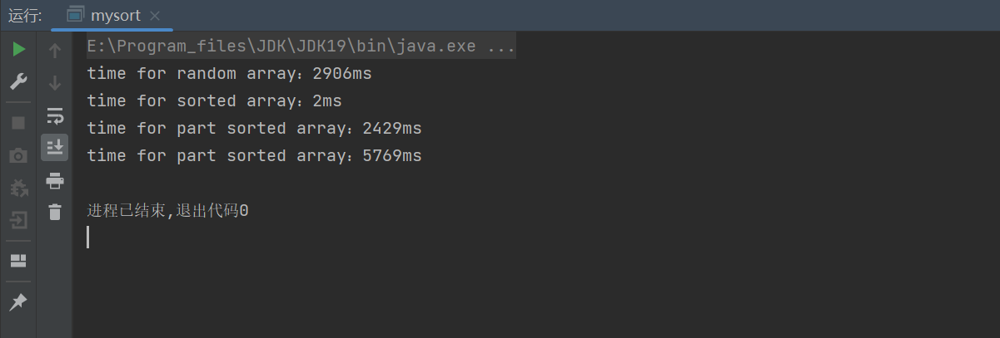 运行: mysort
E:\Program_files\JDK\JDK19\bin\java.exe ...
time for random array：2906ms
time for sorted array：2ms
time for part sorted array：2429ms
time for part sorted array：5769ms
进程已结束,退出代码0